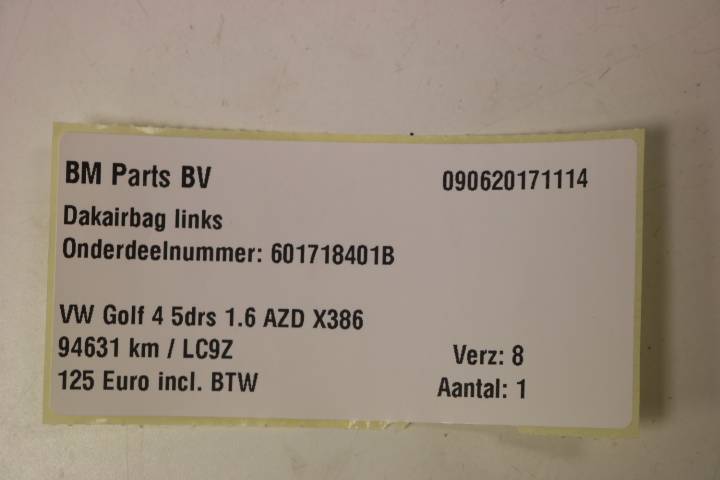 BM Parts BV 090620171114
Dakairbag links
Onderdeelnummer: 601718401B
VW Golf 4 5drs 1.6 AZD X386
94631 km / LC9Z Verz: 8
125 Euro incl. BTW Aantal: 1